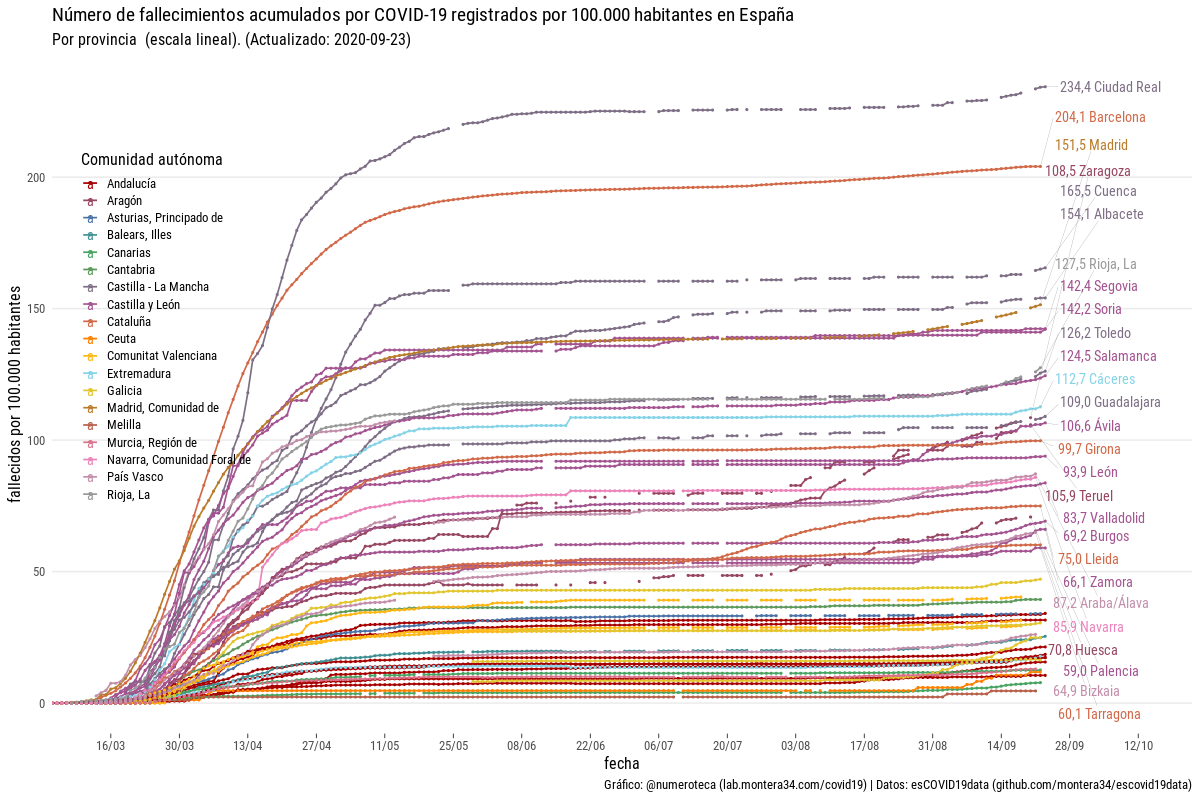 Número de fallecimientos acumulados por COVID-19 registrados por 100.000 habitantes en España
Por provincia  (escala lineal). (Actualizado: 2020-09-23)
fallecidos por 100.000 habitantes
200
150
100
50
0
Comunidad autónoma
Andalucía
Aragón
Asturias, Principado de
Balears, Illes
Canarias
Cantabria
Castilla - La Mancha
Castilla y León
Cataluña
Ceuta
Comunitat Valenciana
Extremadura
Galicia
Madrid, Comunidad de
Melilla
Murcia, Región de
Navarra, Comunidad Foral de
País Vasco
Rioja, La
234,4 Ciudad Real
204,1 Barcelona
151,5 Madrid
108,5 Zaragoza
165,5 Cuenca
154,1 Albacete
127,5 Rioja, La
142,4 Segovia
142,2 Soria
126,2 Toledo
124,5 Salamanca
112,7 Cáceres
109,0 Guadalajara
106,6 Ávila
99,7 Girona
93,9 León
105,9 Teruel
83,7 Valladolid
69,2 Burgos
75,0 Lleida
66,1 Zamora
87,2 Araba/Álava
85,9 Navarra
70,8 Huesca
59,0 Palencia
64,9 Bizkaia
60,1 Tarragona
16/03 30/03 13/04 27/04 11/05 25/05 08/06 22/06 06/07 20/07 03/08 17/08 31/08 14/09 28/09 12/10
fecha
Gráfico: @numeroteca (lab.montera34.com/covid19) | Datos: esCOVID19data (github.com/montera34/escovid19data)